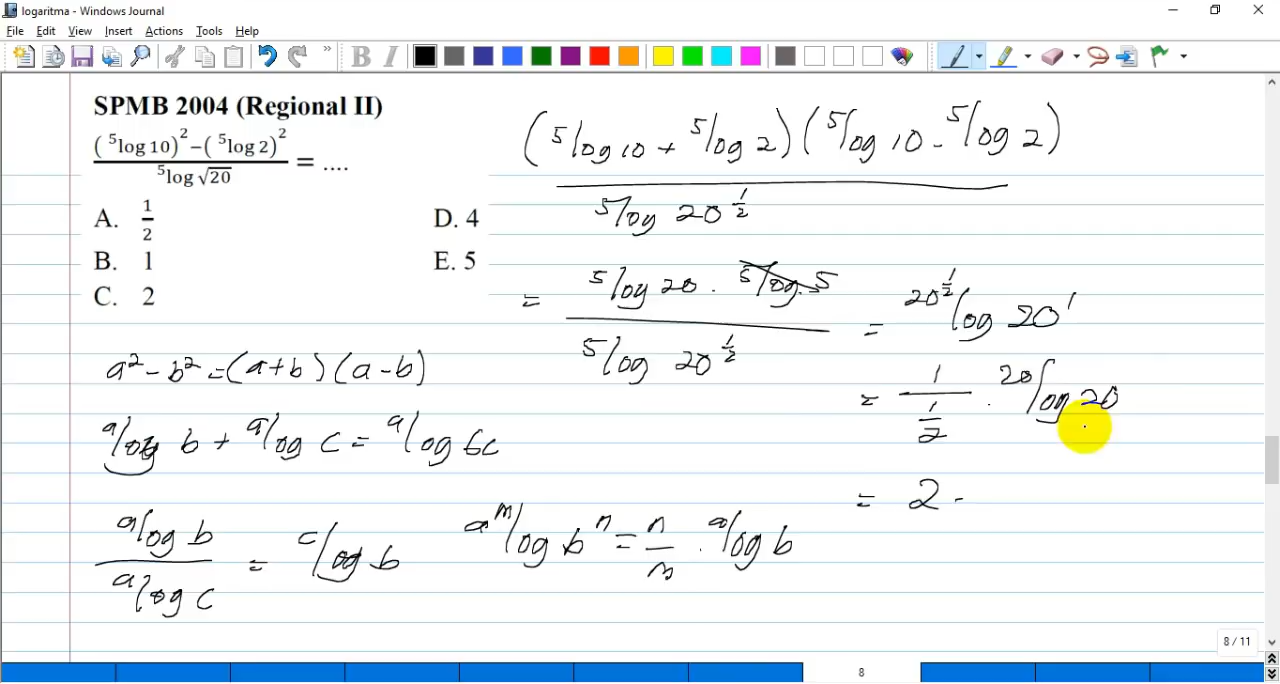 logaritma - Windows Journal
File Edit View Insert Actions Tools Help
SPMB 2004 (Regional II)
(⁵log 10)² − (⁵log 2)² / ⁵log √20 = ....
A. 1/2
B. 1
C. 2
D. 4
E. 5
a² − b² = (a + b)(a − b)
ᵃlog b + ᵃlog c = ᵃlog bc
ᵃlog b / ᵃlog c = ᶜlog b
aᵐlog bⁿ = n/m . ᵃlog b
(⁵log 10 + ⁵log 2)(⁵log 10 − ⁵log 2) / ⁵log 20^½
= ⁵log 20 . ⁵log 5 / ⁵log 20^½ = 20^½ log 20¹
= 1 / ½ . ²⁰log 20
= 2 .
8 / 11
8